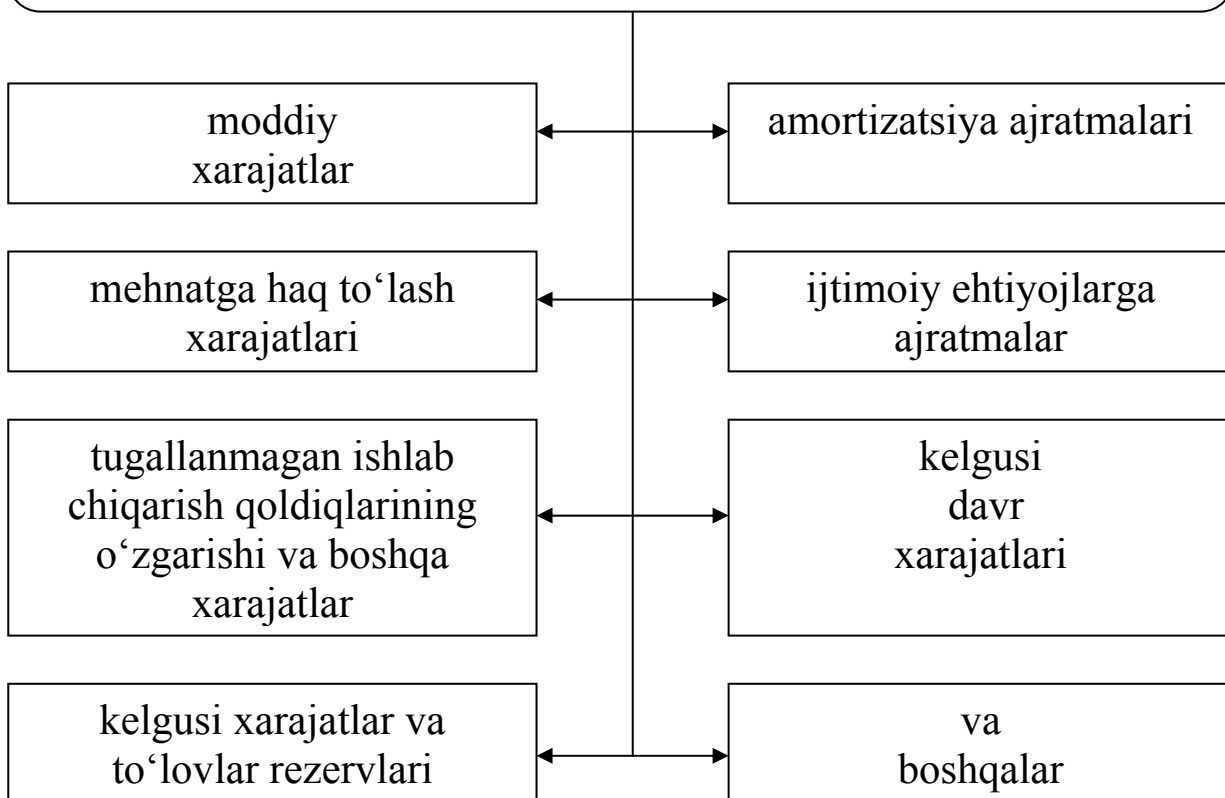 moddiy
xarajatlar
amortizatsiya ajratmalari
mehnatga haq to‘lash
xarajatlari
ijtimoiy ehtiyojlarga
ajratmalar
tugallanmagan ishlab
chiqarish qoldiqlarining
o‘zgarishi va boshqa
xarajatlar
kelgusi
davr
xarajatlari
kelgusi xarajatlar va
to‘lovlar rezervlari
va
boshqalar